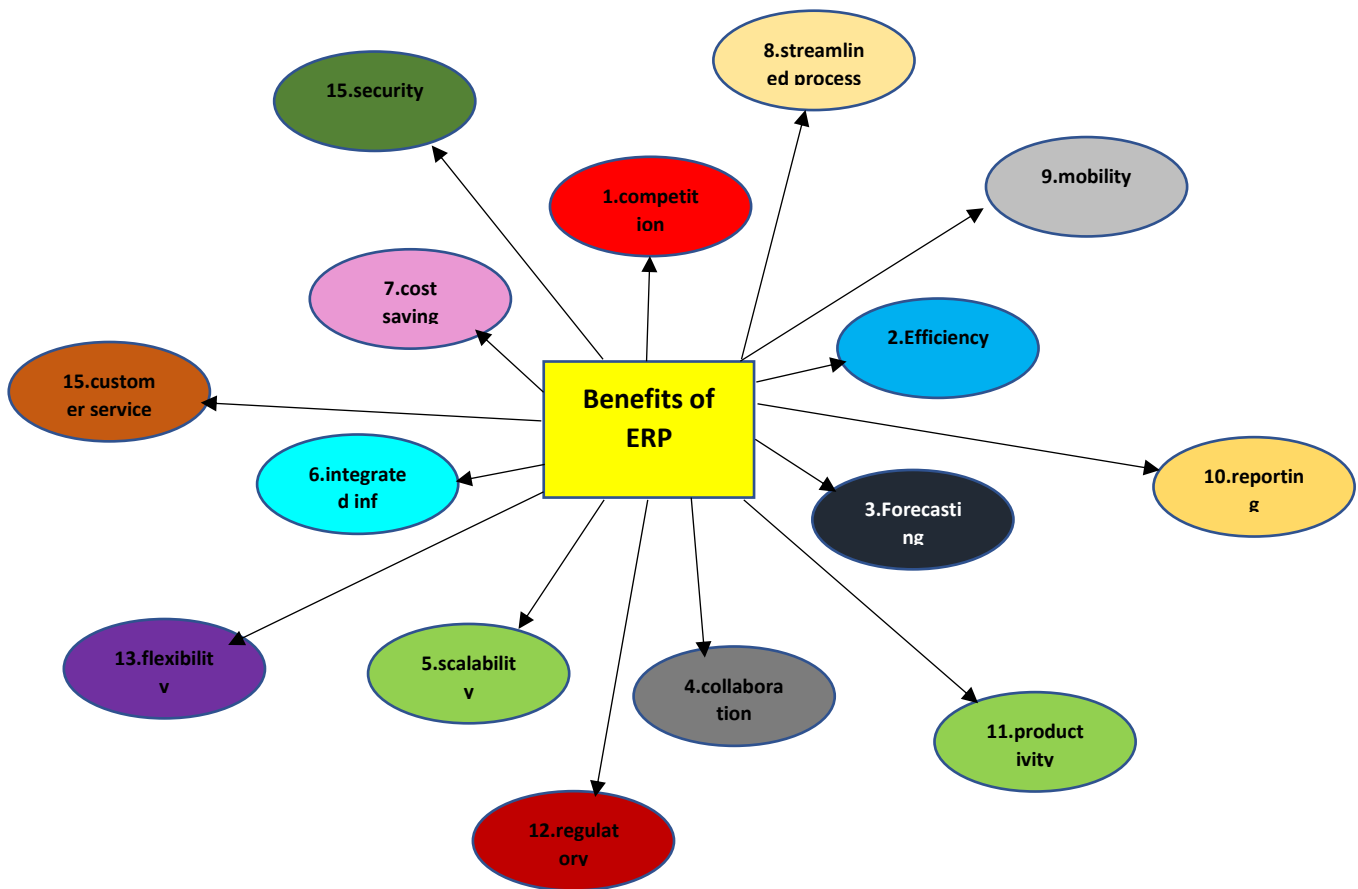 8.streamlin
ed process
15.security
9.mobility
1.competit
ion
7.cost
saving
2.Efficiency
15.custom
er service
Benefits of
ERP
6.integrate
d inf
10.reportin
g
3.Forecasti
ng
13.flexibilit
y
5.scalabilit
y
4.collabora
tion
11.product
ivity
12.regulat
ory